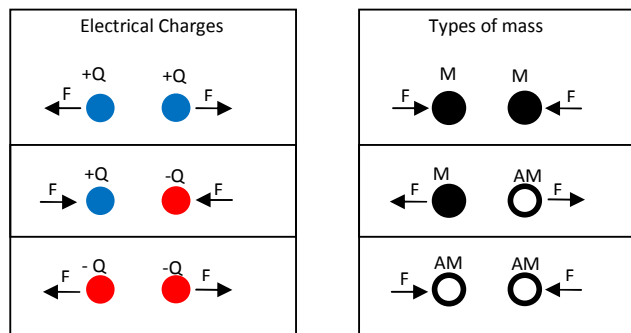 Electrical Charges
+Q +Q
F F
+Q -Q
F F
- Q -Q
F F
Types of mass
M M
F F
M AM
F F
AM AM
F F